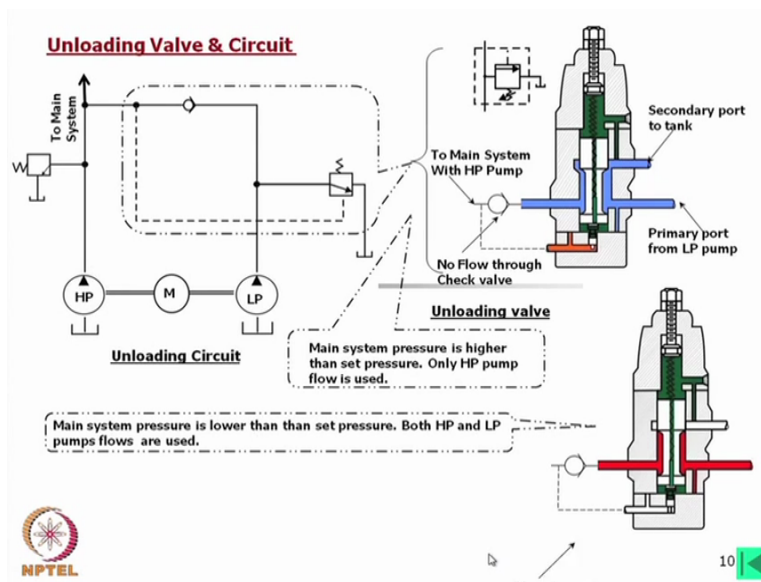 Unloading Valve & Circuit
To Main
System
HP
M
LP
Unloading Circuit
To Main System
With HP Pump
No Flow through
Check valve
Secondary port
to tank
Primary port
from LP pump
Unloading valve
Main system pressure is higher
than set pressure. Only HP pump
flow is used.
Main system pressure is lower than than set pressure. Both HP and LP
pumps flows are used.
NPTEL
10